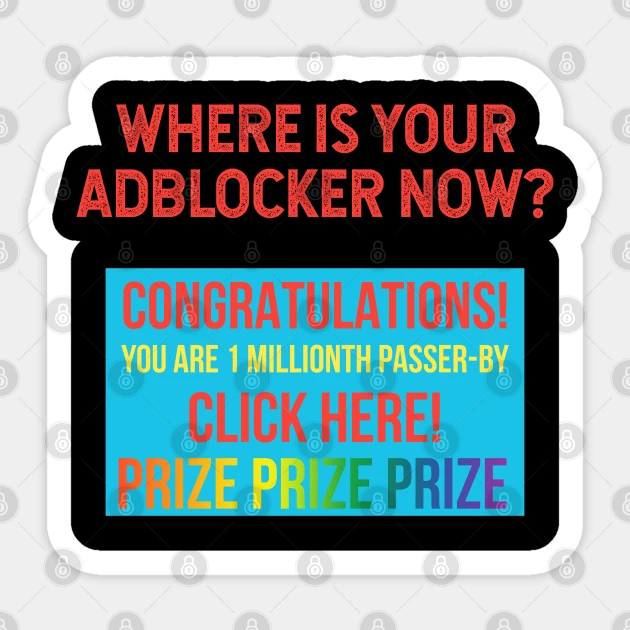 WHERE IS YOUR
ADBLOCKER NOW?
CONGRATULATIONS!
YOU ARE 1 MILLIONTH PASSER-BY
CLICK HERE!
PRIZE PRIZE PRIZE